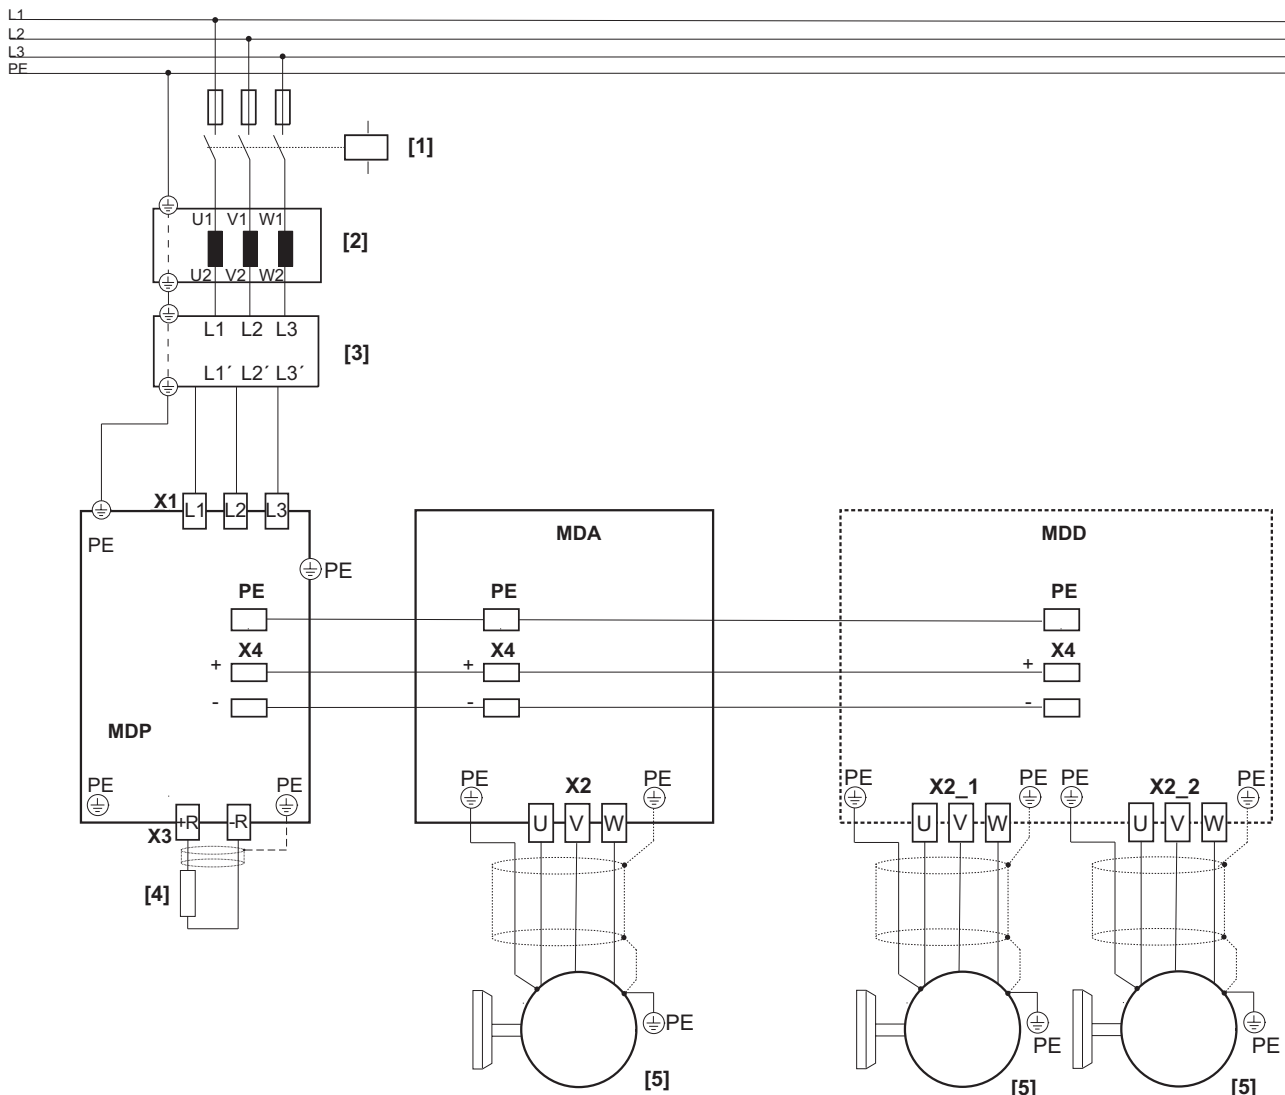 L1
L2
L3
PE
[1]
U1 V1 W1
[2]
U2 V2 W2
L1 L2 L3
[3]
L1´ L2´ L3´
X1 L1 L2 L3
PE
MDA
MDD
PE
PE PE PE
X4 X4 X4
+ + +
- - -
MDP
PE PE
PE X2 PE
PE X2_1 PE
PE X2_2 PE
X3 +R -R
U V W
U V W
U V W
[4]
PE
PE
PE
[5]
[5]
[5]